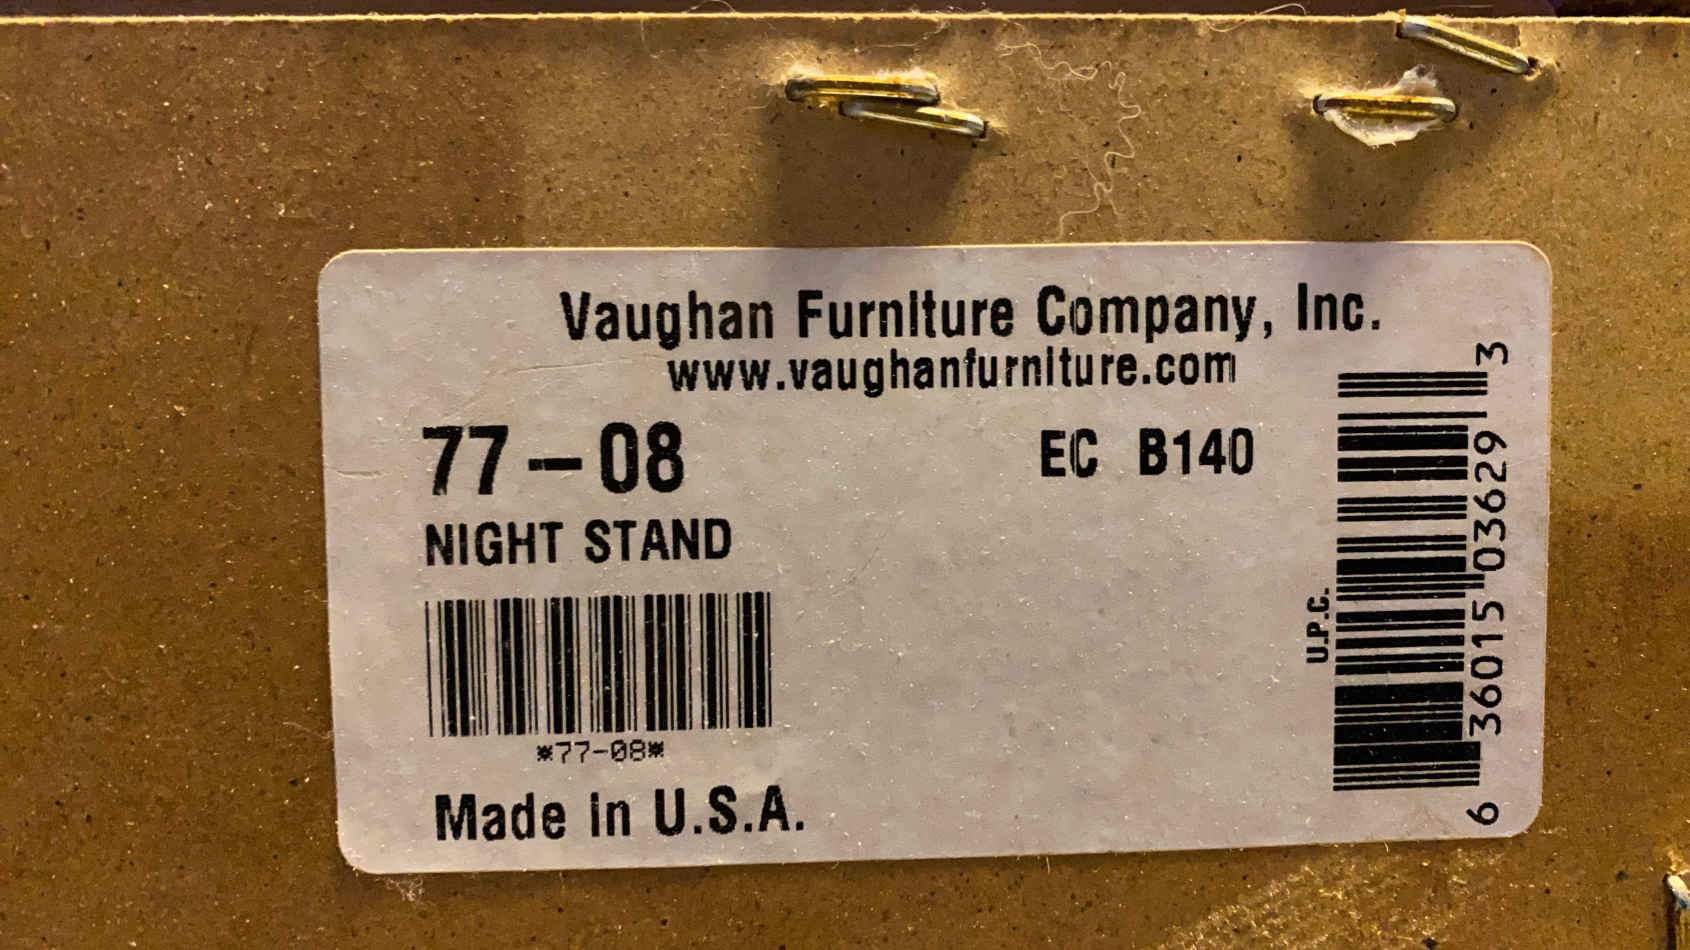 Vaughan Furniture Company, Inc.
www.vaughanfurniture.com
77-08
EC B140
NIGHT STAND
*77-08*
Made in U.S.A.
U.P.C.
6 36015 03629 3